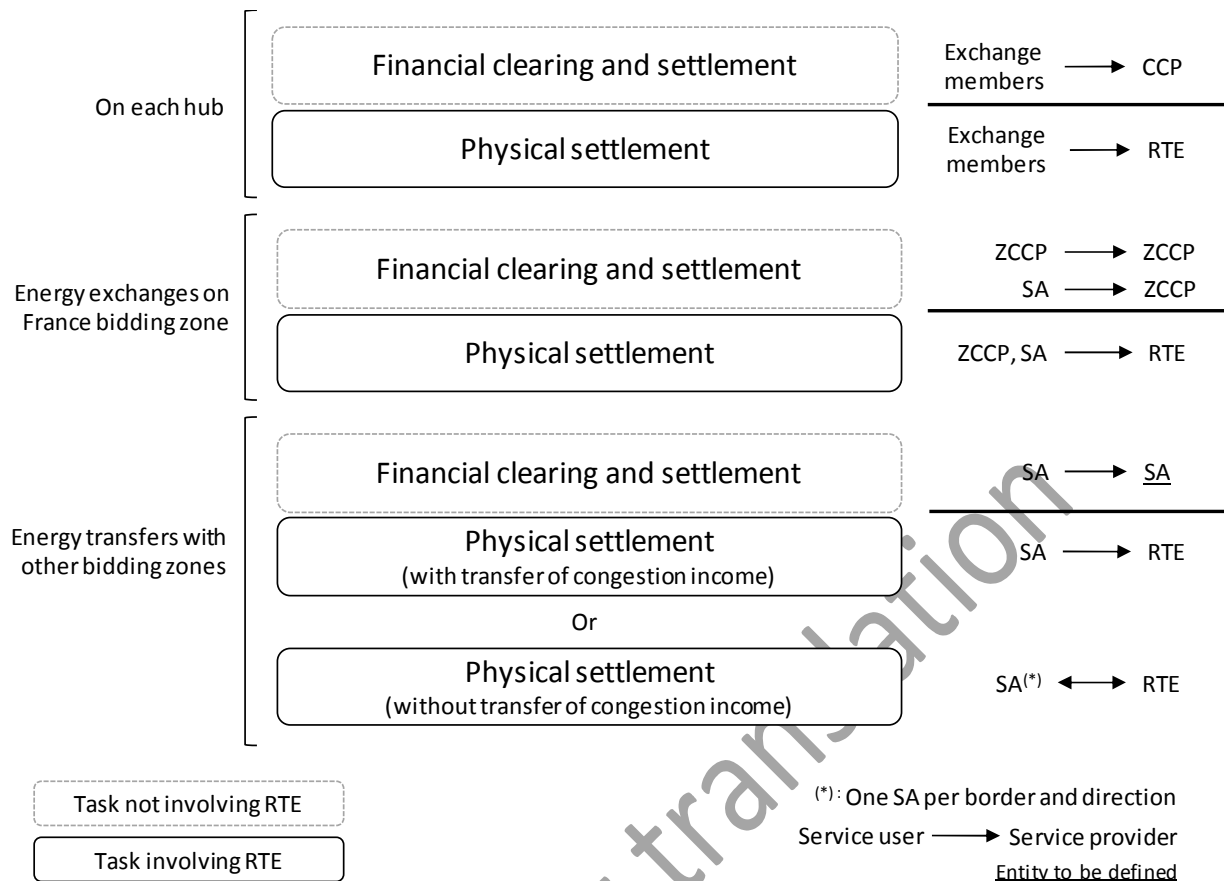 On each hub
Financial clearing and settlement
Exchange
members
CCP
Physical settlement
Exchange
members
RTE
Energy exchanges on
France bidding zone
Financial clearing and settlement
ZCCP
ZCCP
SA
ZCCP
Physical settlement
ZCCP, SA
RTE
Energy transfers with
other bidding zones
Financial clearing and settlement
SA
SA
Physical settlement
(with transfer of congestion income)
SA
RTE
Or
Physical settlement
(without transfer of congestion income)
SA(*)
RTE
Task not involving RTE
Task involving RTE
(*) : One SA per border and direction
Service user
Service provider
Entity to be defined
translation